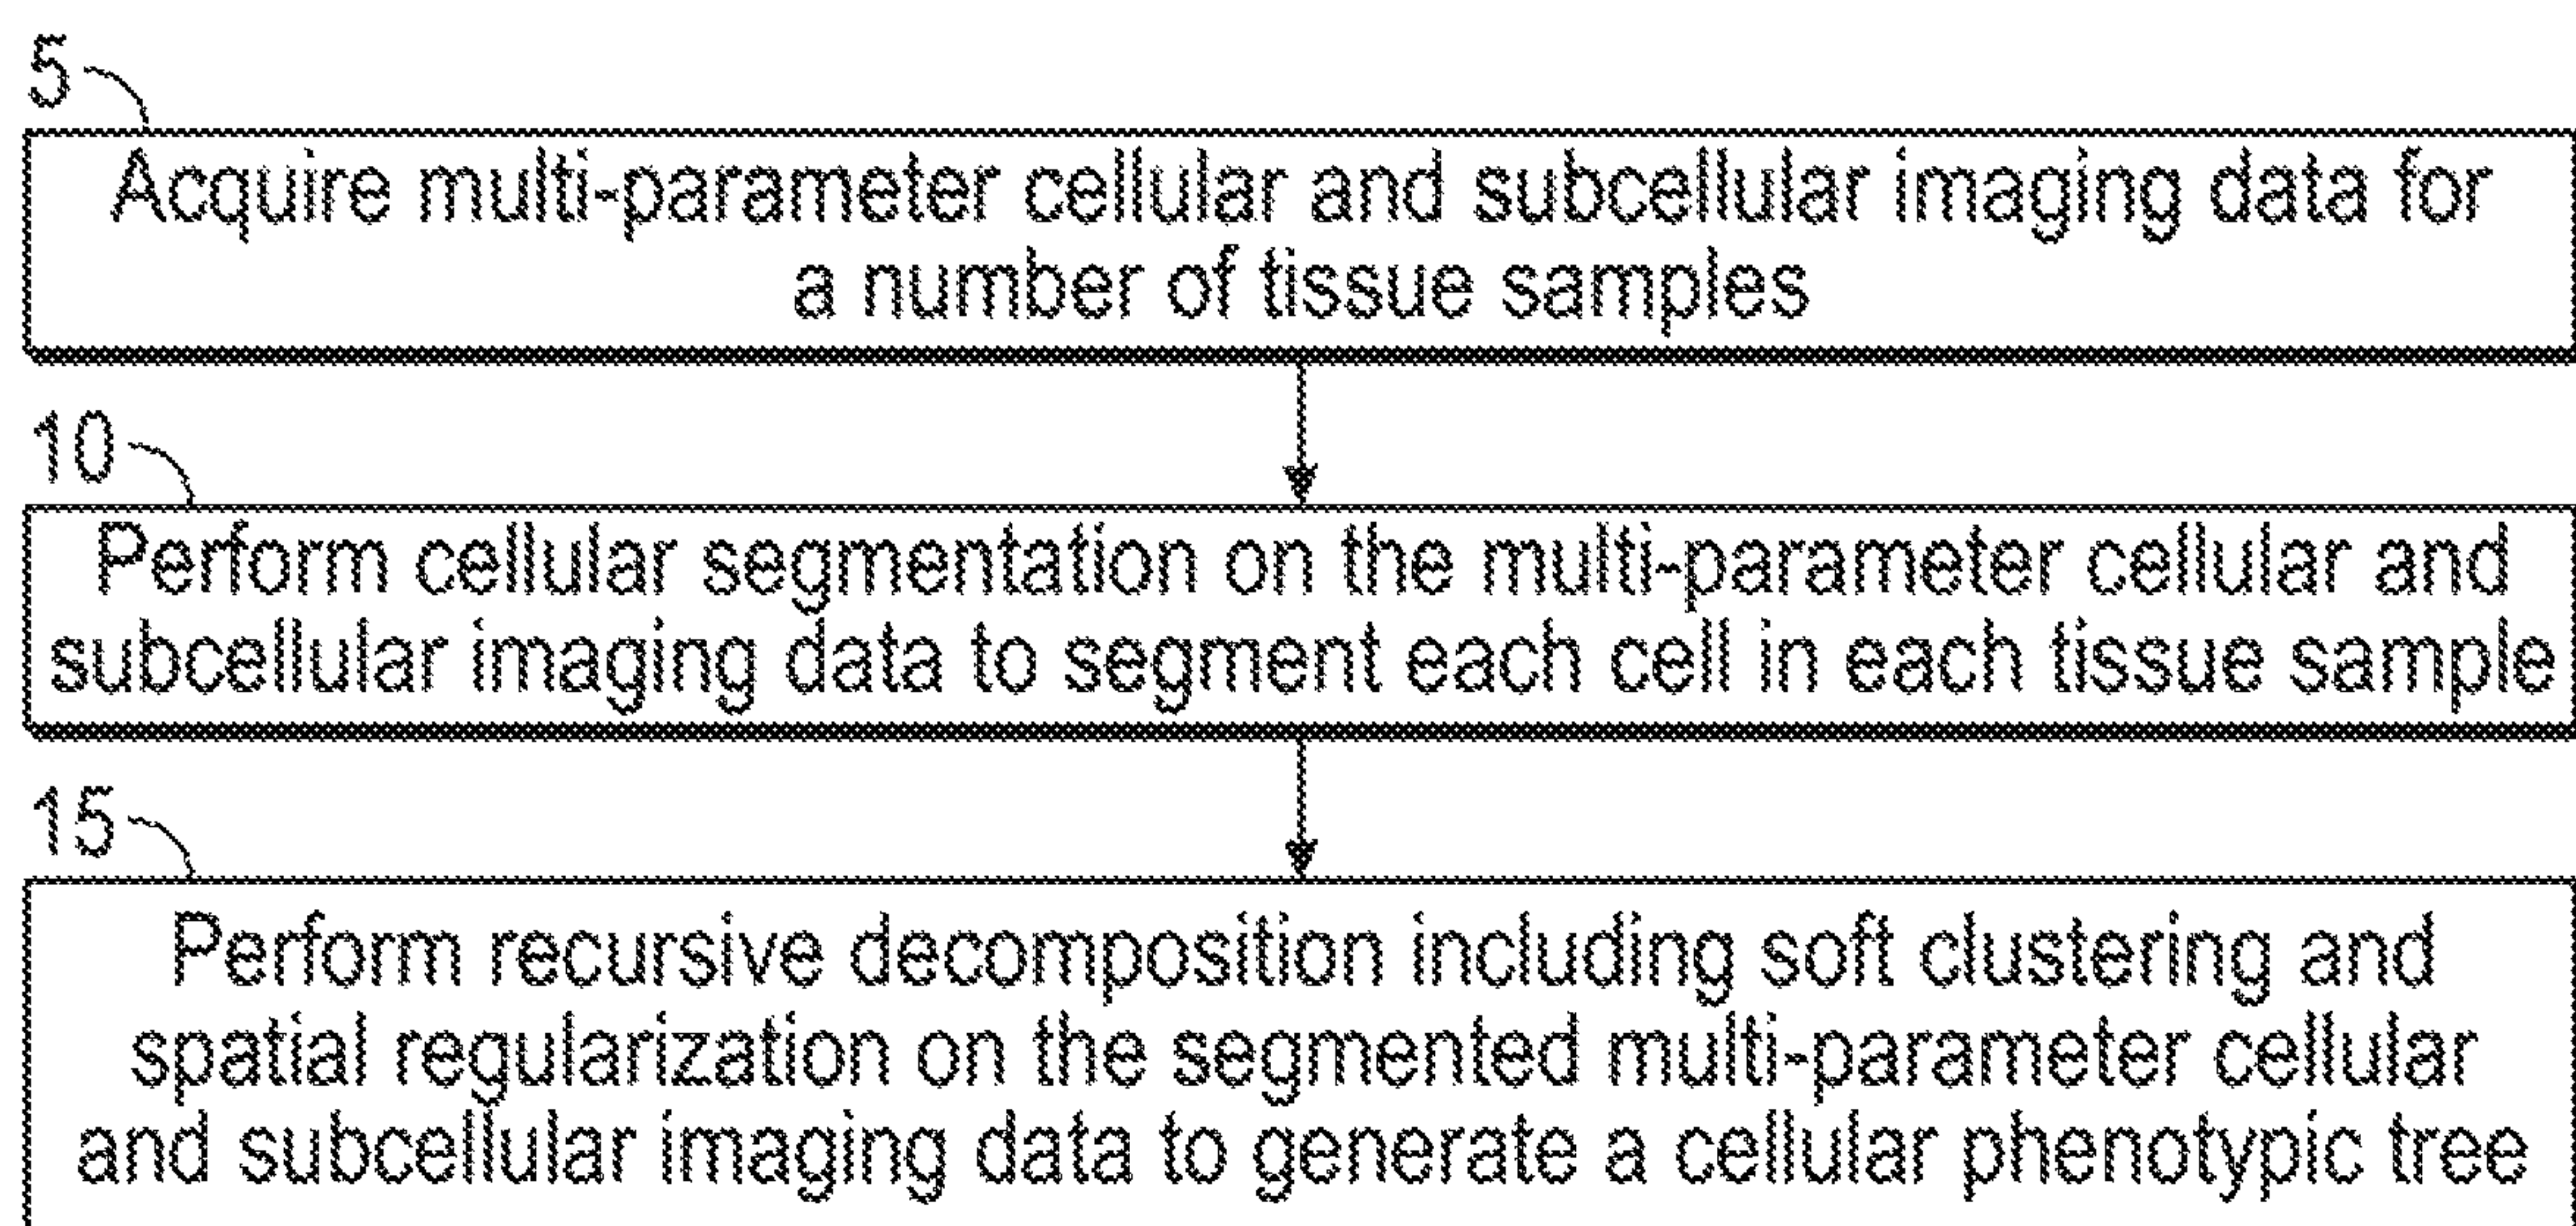 5
Acquire multi-parameter cellular and subcellular imaging data for
a number of tissue samples
10
Perform cellular segmentation on the multi-parameter cellular and
subcellular imaging data to segment each cell in each tissue sample
15
Perform recursive decomposition including soft clustering and
spatial regularization on the segmented multi-parameter cellular
and subcellular imaging data to generate a cellular phenotypic tree